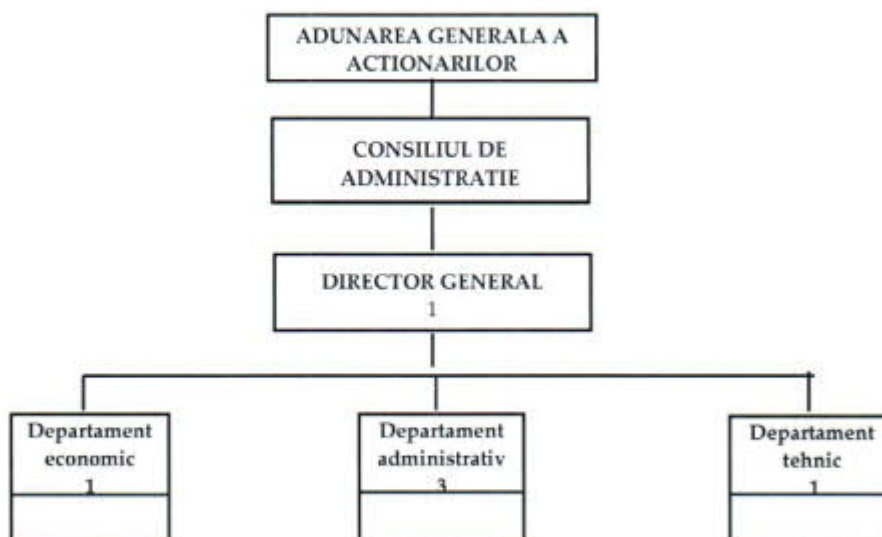 ADUNAREA GENERALA A
ACTIONARILOR
CONSILIUL DE
ADMINISTRATIE
DIRECTOR GENERAL
1
Departament
economic
1
Departament
administrativ
3
Departament
tehnic
1